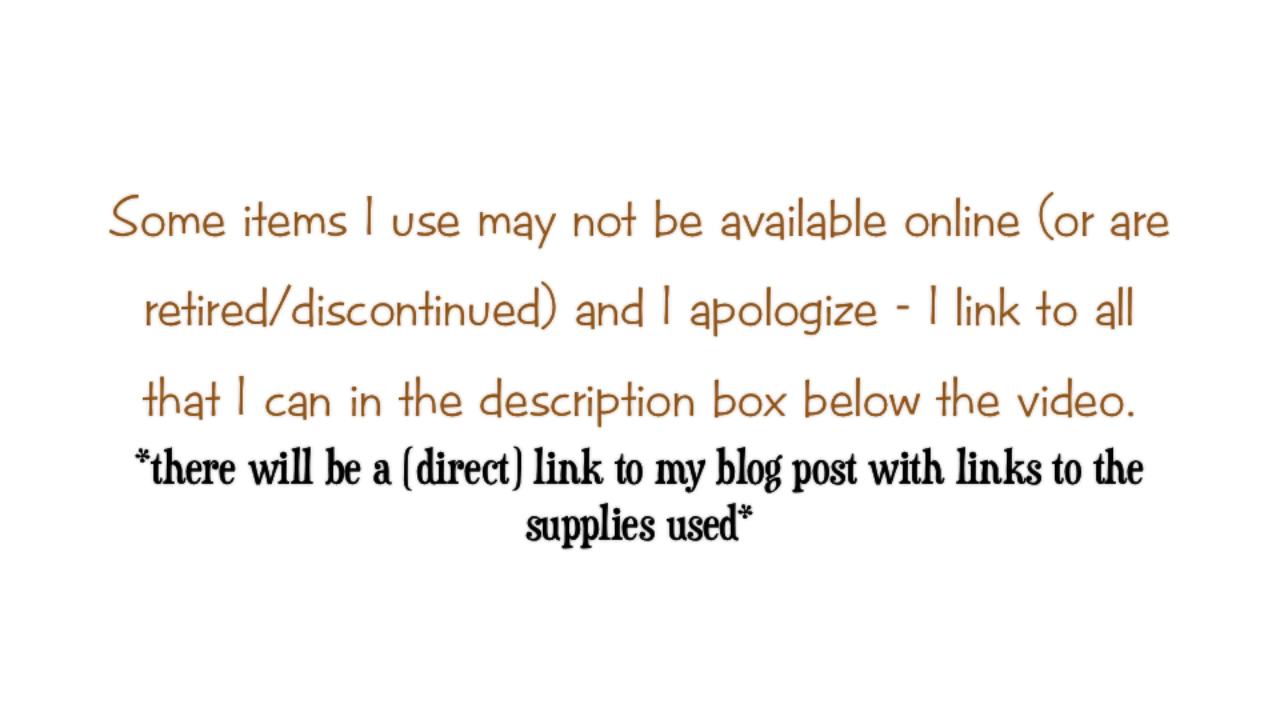 Some items I use may not be available online (or are
retired/discontinued) and I apologize - I link to all
that I can in the description box below the video.
*there will be a (direct) link to my blog post with links to the
supplies used*